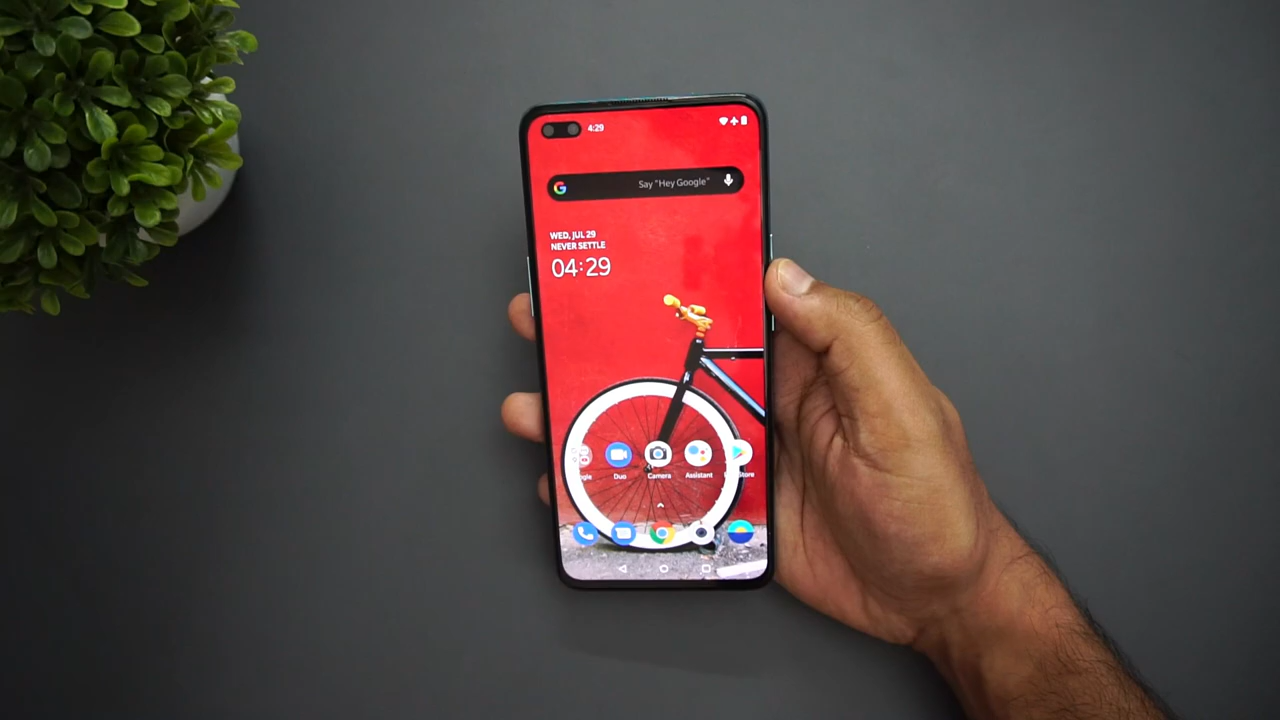 4:29
Say "Hey Google"
WED, JUL 29
NEVER SETTLE
04:29
Duo Camera Assistant